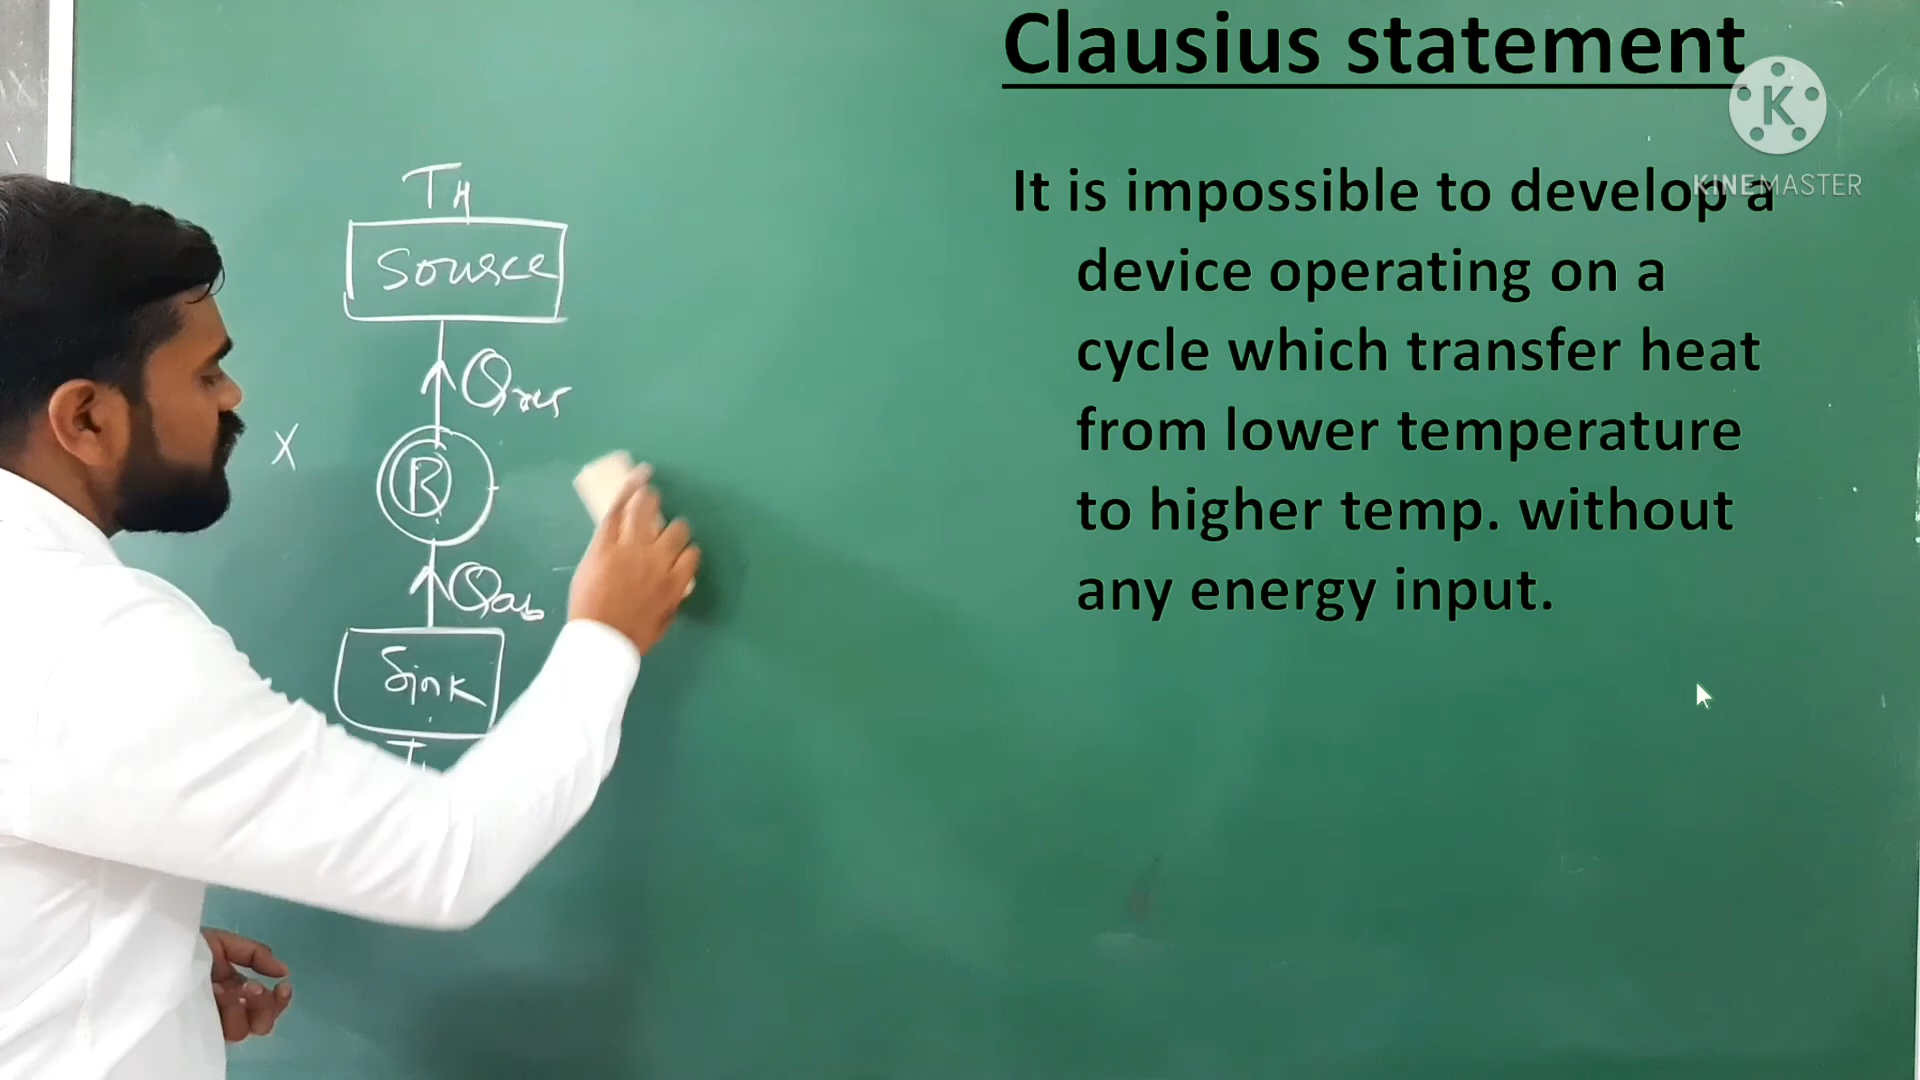 Clausius statement
K
KINEMASTER
It is impossible to develop a
device operating on a
cycle which transfer heat
from lower temperature
to higher temp. without
any energy input.
TH
Source
X
R
Qab
Sink